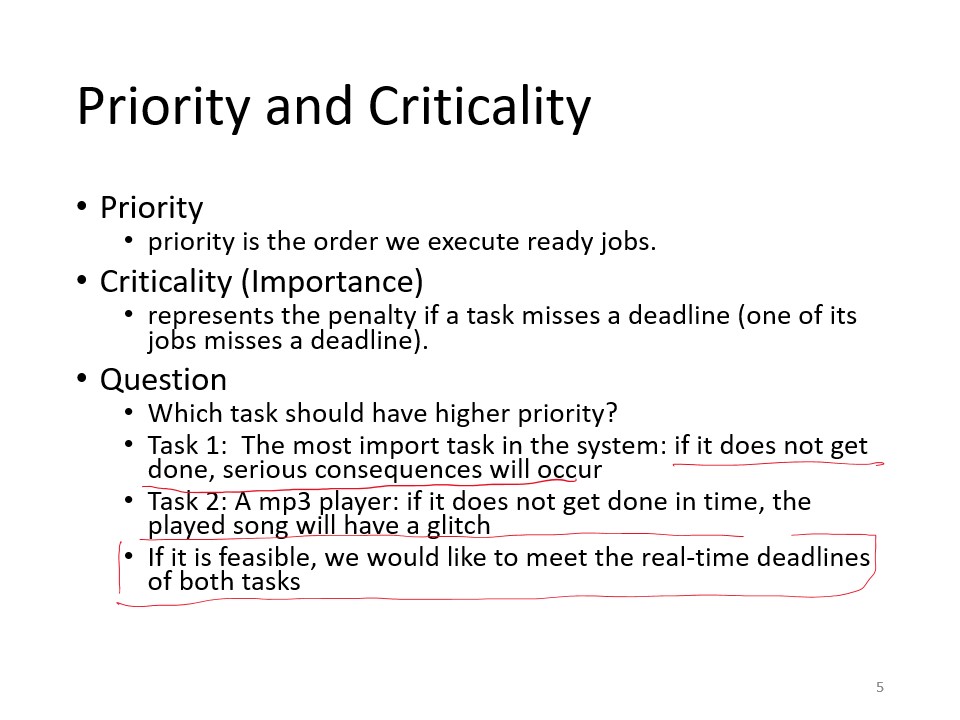 Priority and Criticality
• Priority
• priority is the order we execute ready jobs.
• Criticality (Importance)
• represents the penalty if a task misses a deadline (one of its
jobs misses a deadline).
• Question
• Which task should have higher priority?
• Task 1:  The most import task in the system: if it does not get
done, serious consequences will occur
• Task 2: A mp3 player: if it does not get done in time, the
played song will have a glitch
• If it is feasible, we would like to meet the real-time deadlines
of both tasks
5